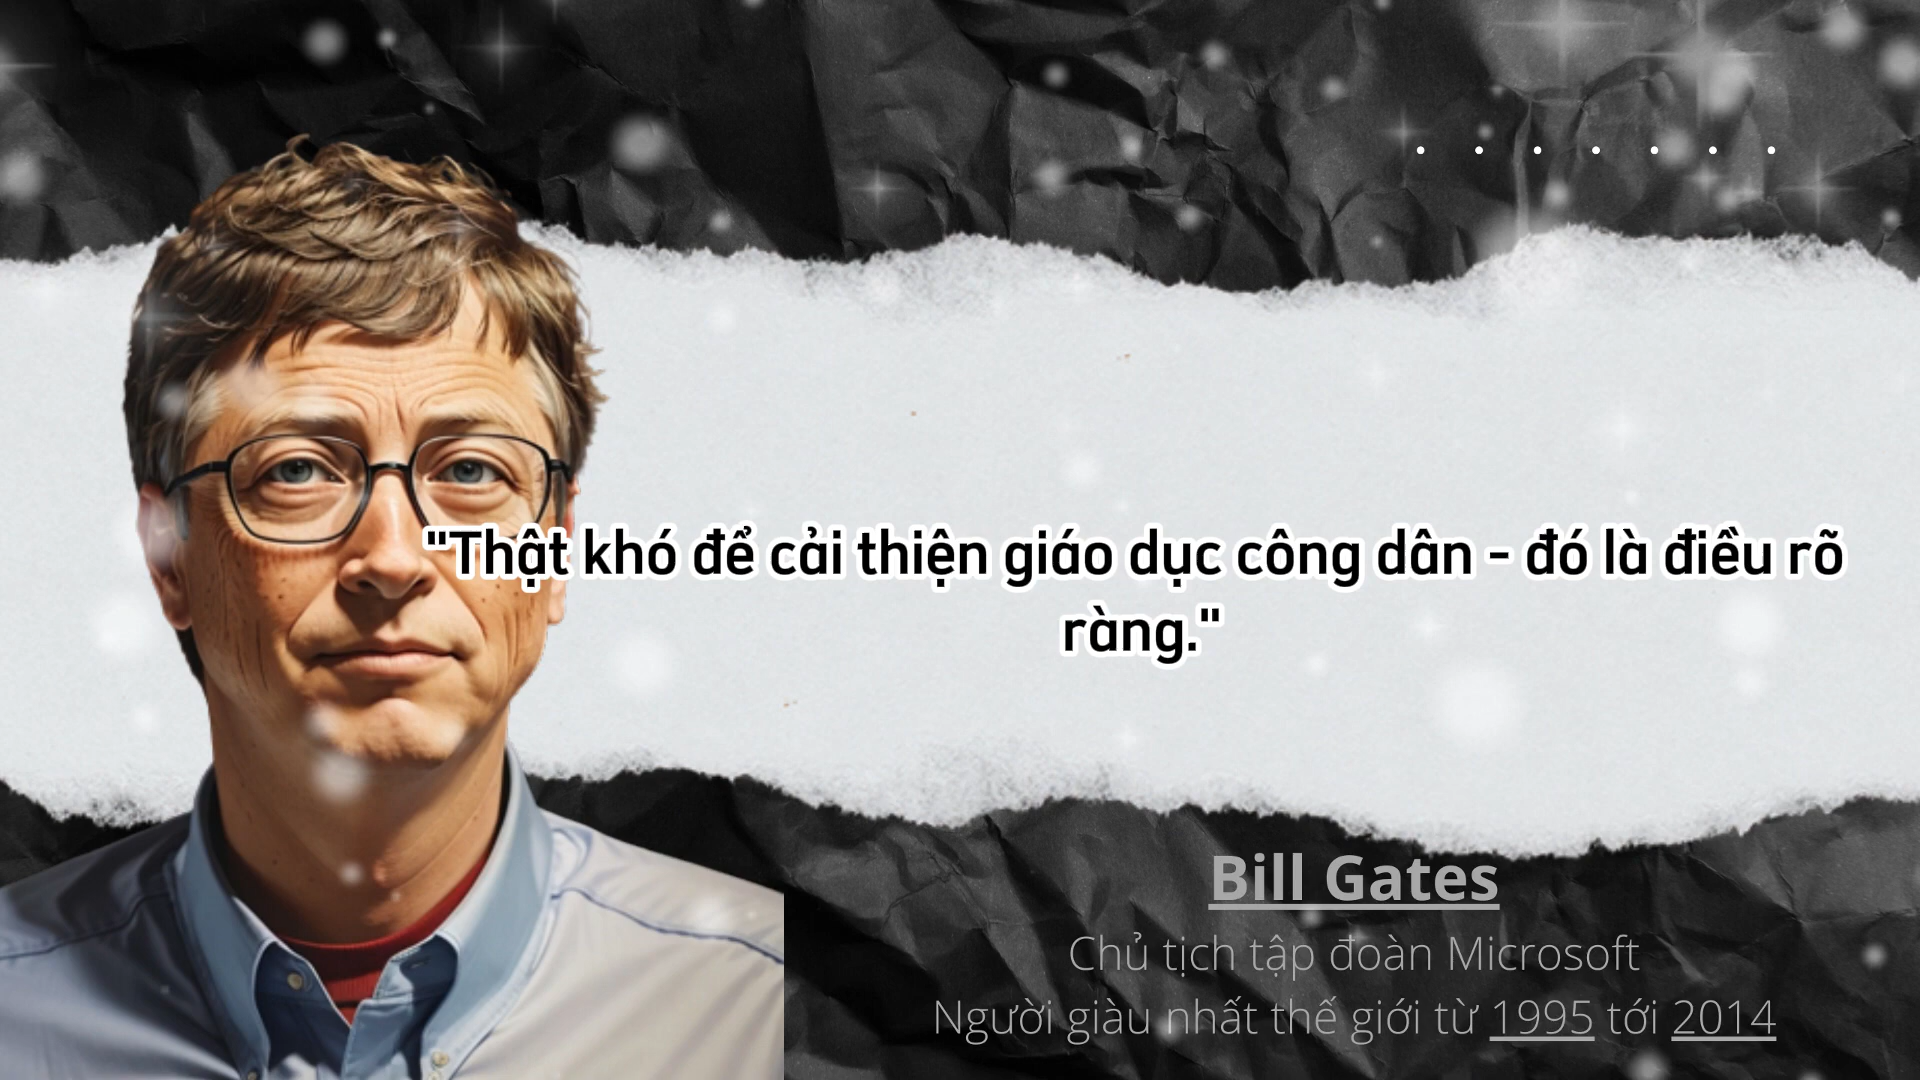 "Thật khó để cải thiện giáo dục công dân - đó là điều rõ
ràng."
Bill Gates
Chủ tịch tập đoàn Microsoft
Người giàu nhất thế giới từ 1995 tới 2014